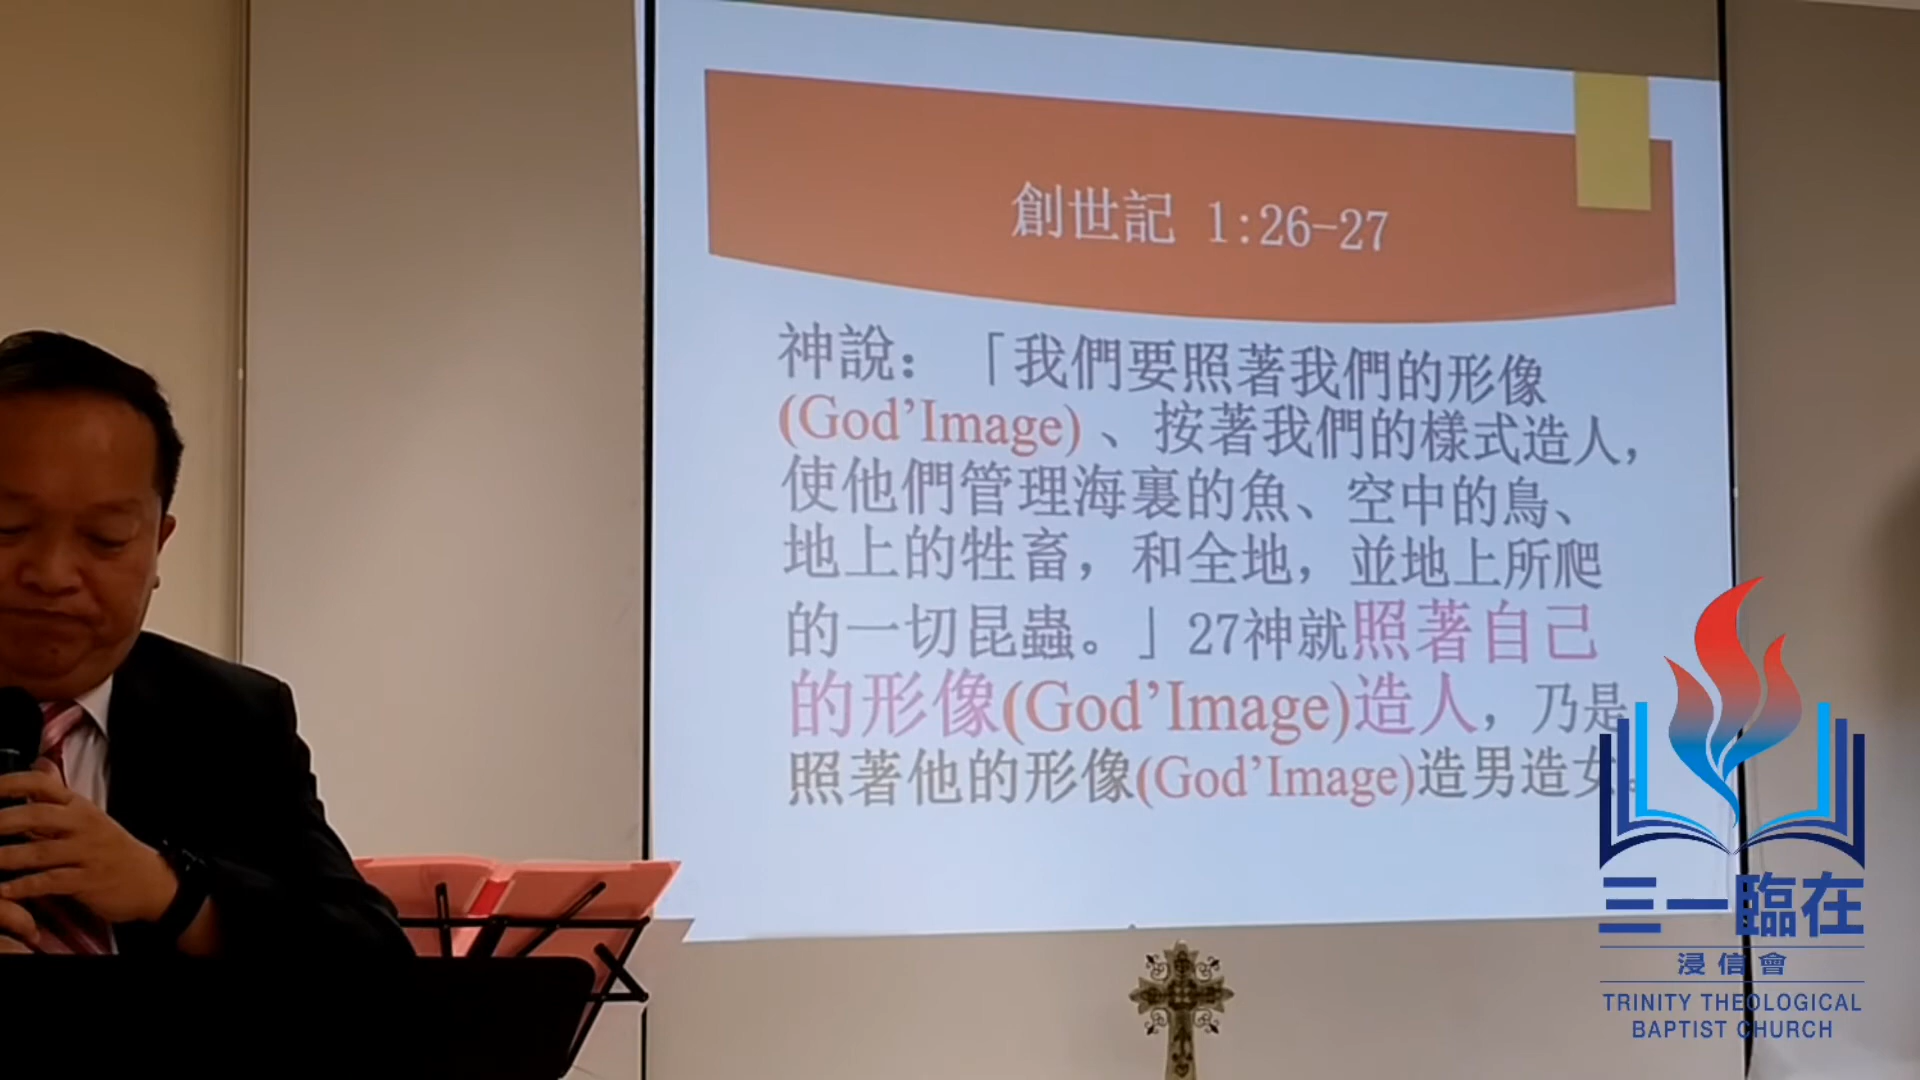 創世記 1:26-27
神說：「我們要照著我們的形像
(God'Image)、按著我們的樣式造人，
使他們管理海裏的魚、空中的鳥、
地上的牲畜，和全地，並地上所爬
的一切昆蟲。」27神就照著自己
的形像(God'Image)造人，乃是
照著他的形像(God'Image)造男造女。
三一臨在
浸信會
TRINITY THEOLOGICAL
BAPTIST CHURCH